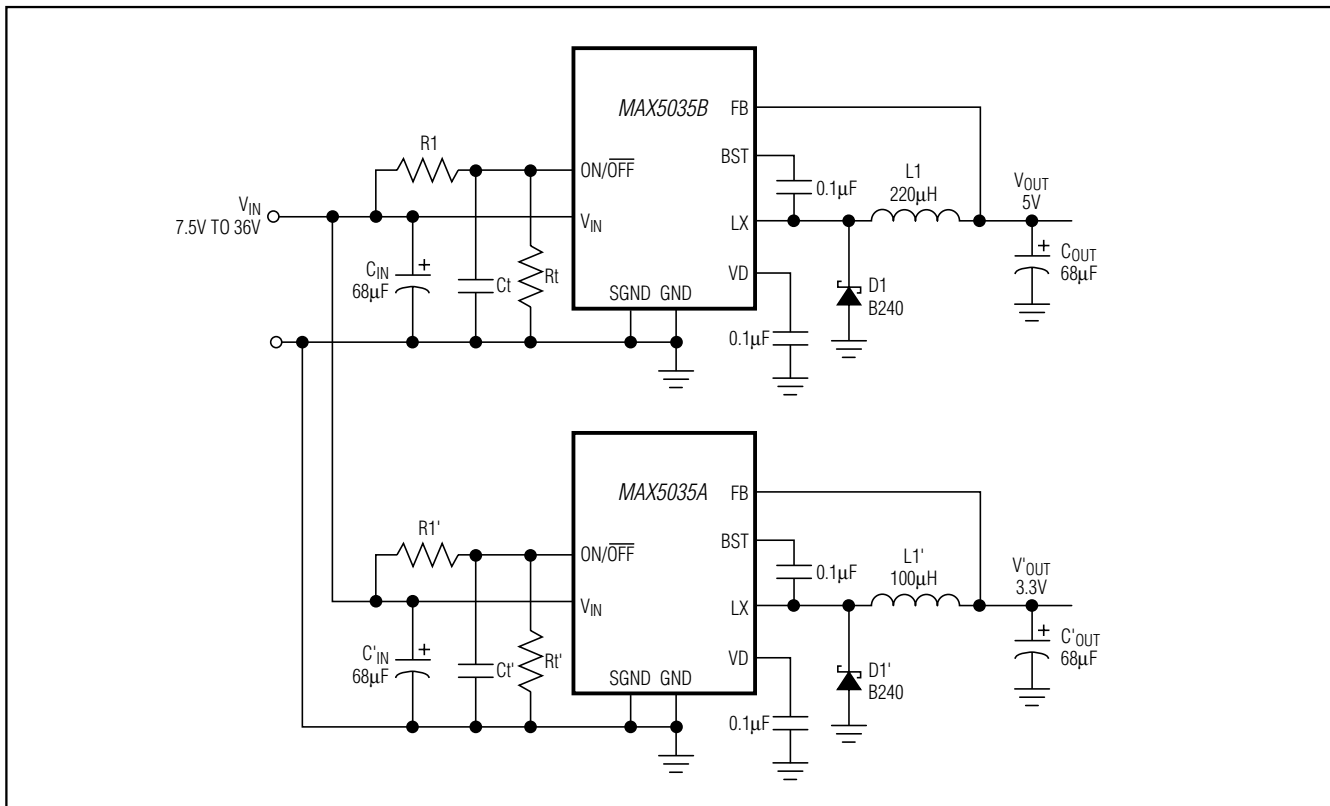 MAX5035B
FB
BST
R1
ON/OFF
0.1µF
L1
220µH
VOUT
5V
VIN
7.5V TO 36V
VIN
LX
CIN
68µF
+
Ct
Rt
VD
COUT
68µF
+
SGND GND
D1
B240
0.1µF
MAX5035A
FB
BST
R1'
ON/OFF
0.1µF
L1'
100µH
V'OUT
3.3V
VIN
LX
C'IN
68µF
+
Ct'
Rt'
VD
C'OUT
68µF
+
SGND GND
D1'
B240
0.1µF